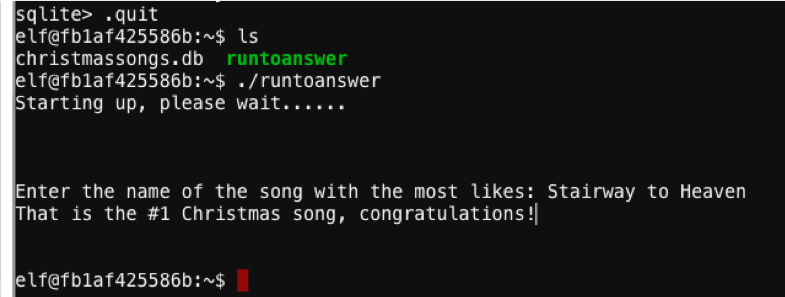 sqlite> .quit
elf@fb1af425586b:~$ ls
christmassongs.db  runtoanswer
elf@fb1af425586b:~$ ./runtoanswer
Starting up, please wait......
Enter the name of the song with the most likes: Stairway to Heaven
That is the #1 Christmas song, congratulations!
elf@fb1af425586b:~$